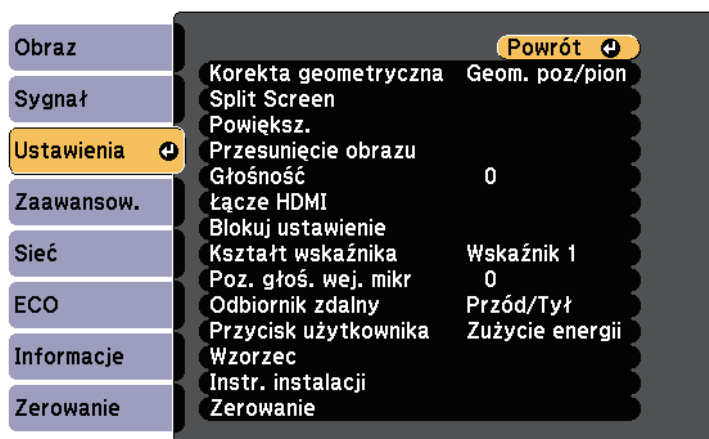 Obraz
Sygnał
Ustawienia
Zaawansow.
Sieć
ECO
Informacje
Zerowanie
Powrót
Korekta geometryczna Geom. poz/pion
Split Screen
Powiększ.
Przesunięcie obrazu
Głośność 0
Łącze HDMI
Blokuj ustawienie
Kształt wskaźnika Wskaźnik 1
Poz. głoś. wej. mikr 0
Odbiornik zdalny Przód/Tył
Przycisk użytkownika Zużycie energii
Wzorzec
Instr. instalacji
Zerowanie